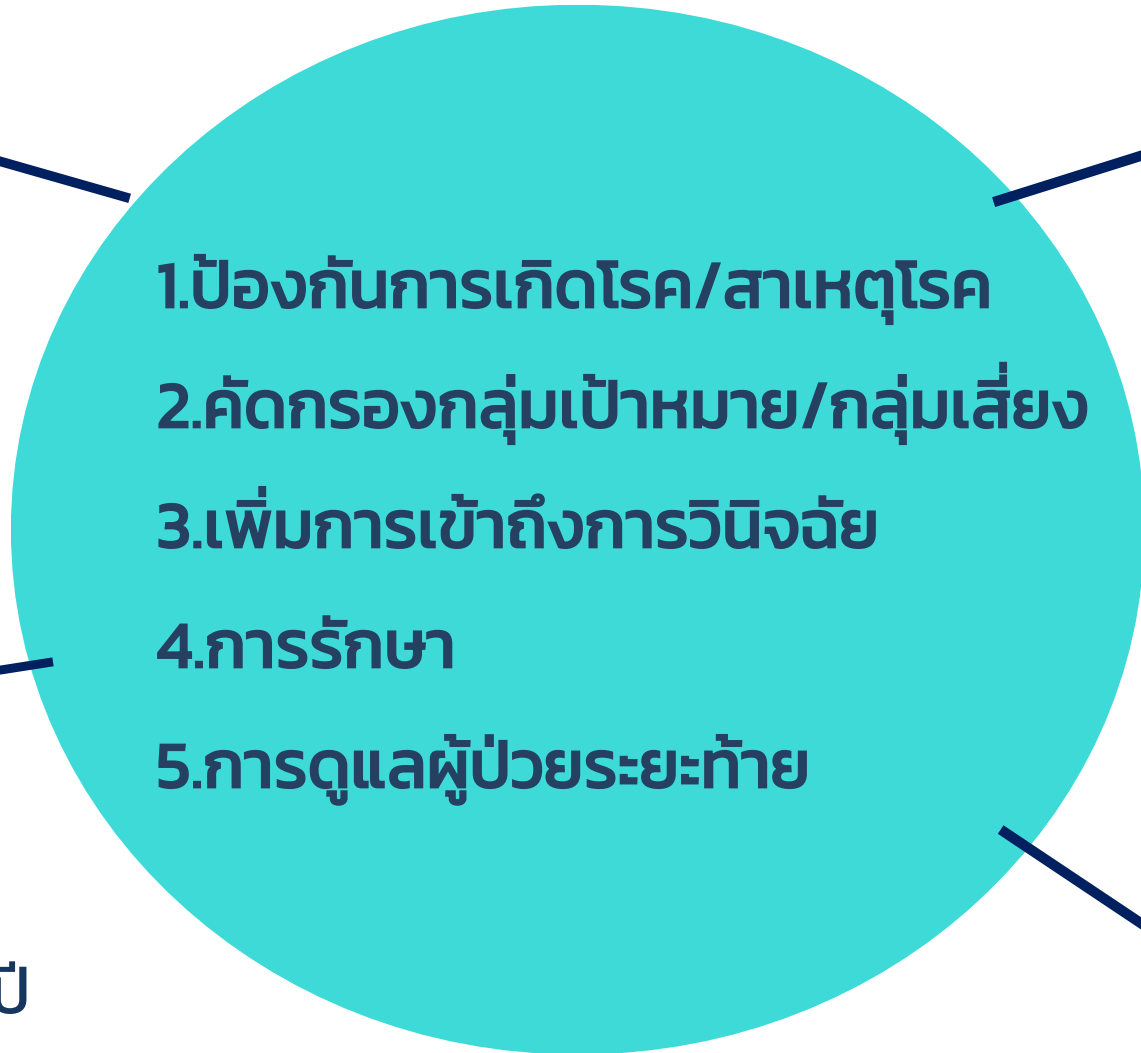 1.ป้องกันการเกิดโรค/สาเหตุโรค
2.คัดกรองกลุ่มเป้าหมาย/กลุ่มเสี่ยง
3.เพิ่มการเข้าถึงการวินิจฉัย
4.การรักษา
5.การดูแลผู้ป่วยระยะท้าย
ปี